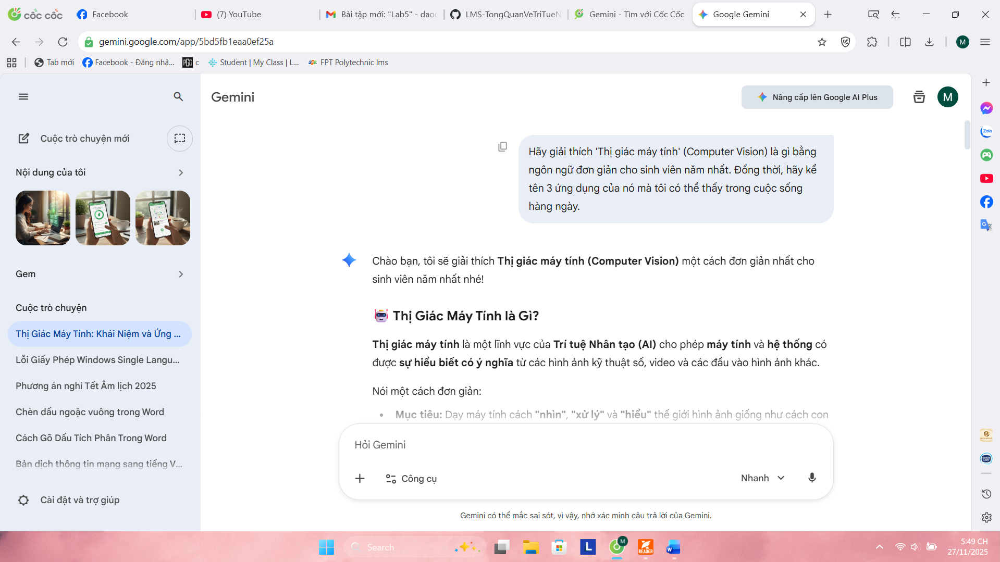 cốc cốc
Facebook
(7) YouTube
Bài tập mới: "Lab5" - daoc
LMS-TongQuanVeTriTueN
Gemini - Tìm với Cốc Cốc
Google Gemini
gemini.google.com/app/5bd5fb1eaa0ef25a
M
Tab mới
Facebook - Đăng nhậ...
PGG c
Student | My Class | L...
FPT Polytechnic lms
Gemini
Nâng cấp lên Google AI Plus
M
Cuộc trò chuyện mới
Nội dung của tôi
Gem
Cuộc trò chuyện
Thị Giác Máy Tính: Khái Niệm và Ứng ...
Lỗi Giấy Phép Windows Single Langu...
Phương án nghỉ Tết Âm lịch 2025
Chèn dấu ngoặc vuông trong Word
Cách Gõ Dấu Tích Phân Trong Word
Bản dịch thông tin mạng sang tiếng V...
Cài đặt và trợ giúp
Hãy giải thích 'Thị giác máy tính' (Computer Vision) là gì bằng
ngôn ngữ đơn giản cho sinh viên năm nhất. Đồng thời, hãy kể
tên 3 ứng dụng của nó mà tôi có thể thấy trong cuộc sống
hàng ngày.
Chào bạn, tôi sẽ giải thích Thị giác máy tính (Computer Vision) một cách đơn giản nhất cho
sinh viên năm nhất nhé!
Thị Giác Máy Tính là Gì?
Thị giác máy tính là một lĩnh vực của Trí tuệ Nhân tạo (AI) cho phép máy tính và hệ thống có
được sự hiểu biết có ý nghĩa từ các hình ảnh kỹ thuật số, video và các đầu vào hình ảnh khác.
Nói một cách đơn giản:
• Mục tiêu: Dạy máy tính cách "nhìn", "xử lý" và "hiểu" thế giới hình ảnh giống như cách con
Hỏi Gemini
Công cụ
Nhanh
Gemini có thể mắc sai sót, vì vậy, nhớ xác minh câu trả lời của Gemini.
Zalo
Search
L
M
READER
W
5:49 CH
27/11/2025